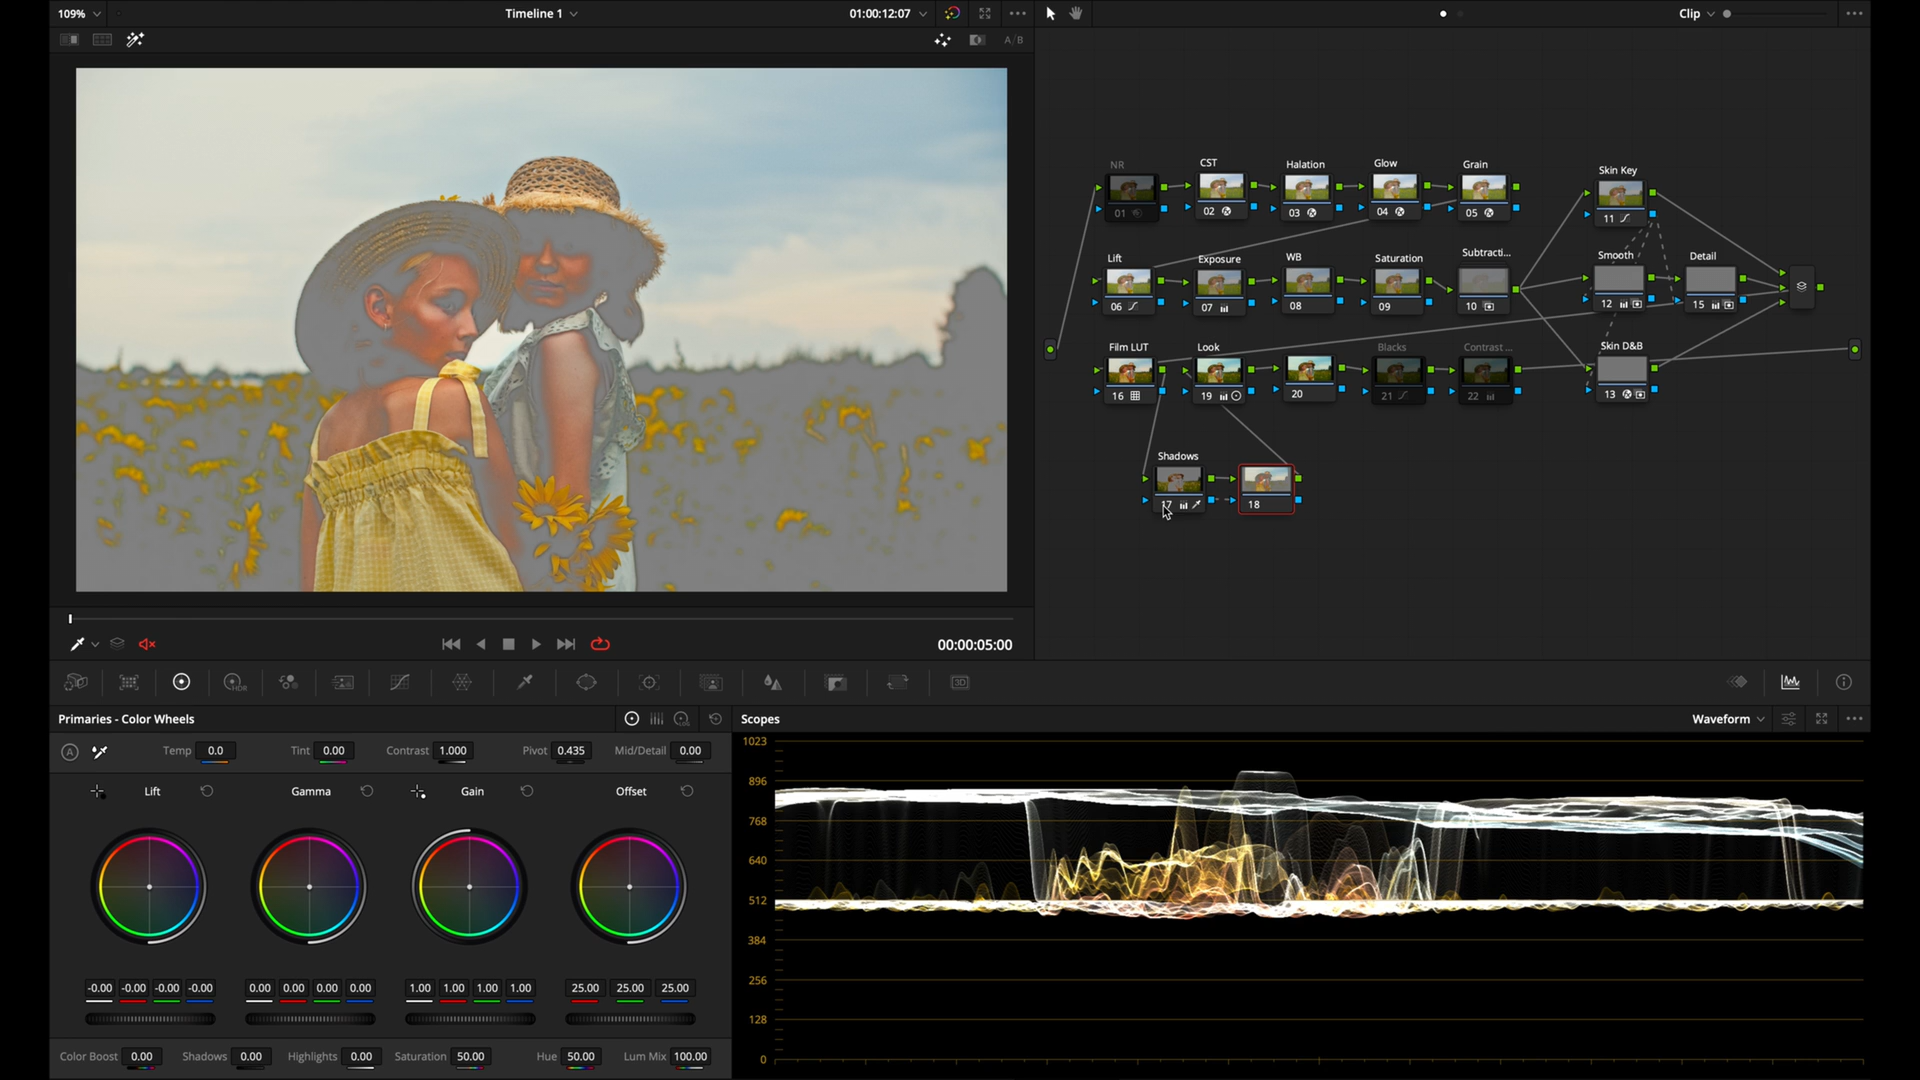 109%
Timeline 1
01:00:12:07
Clip
A/B
NR
CST
Halation
Glow
Grain
Skin Key
01
02
03
04
05
11
Lift
Exposure
WB
Saturation
Subtracti...
Smooth
Detail
06
07
08
09
10
12
15
Film LUT
Look
Blacks
Contrast ...
Skin D&B
16
19
20
21
22
13
Shadows
17
18
00:00:05:00
HDR
3D
Primaries - Color Wheels
Scopes
Waveform
A
Temp 0.0
Tint 0.00
Contrast 1.000
Pivot 0.435
Mid/Detail 0.00
Lift
Gamma
Gain
Offset
-0.00 -0.00 -0.00 -0.00
0.00 0.00 0.00 0.00
1.00 1.00 1.00 1.00
25.00 25.00 25.00
Color Boost 0.00
Shadows 0.00
Highlights 0.00
Saturation 50.00
Hue 50.00
Lum Mix 100.00
1023
896
768
640
512
384
256
128
0